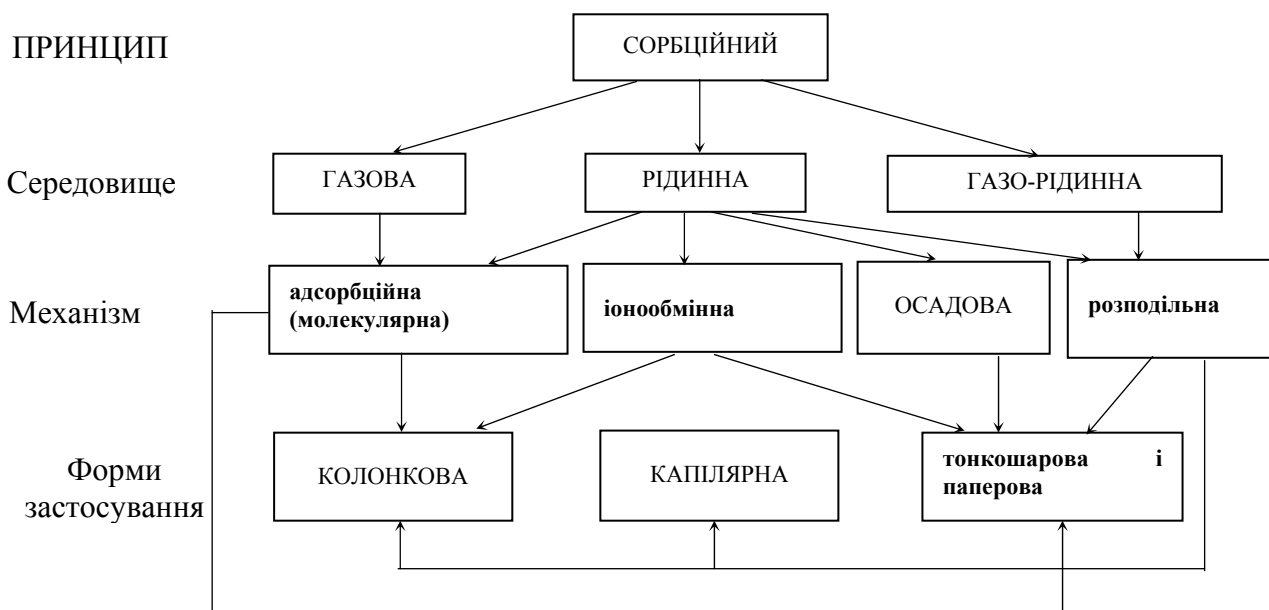 ПРИНЦИП
СОРБЦІЙНИЙ
Середовище
ГАЗОВА
РІДИННА
ГАЗО-РІДИННА
Механізм
адсорбційна
(молекулярна)
іонообмінна
ОСАДОВА
розподільна
Форми
застосування
КОЛОНКОВА
КАПІЛЯРНА
тонкошарова і
паперова